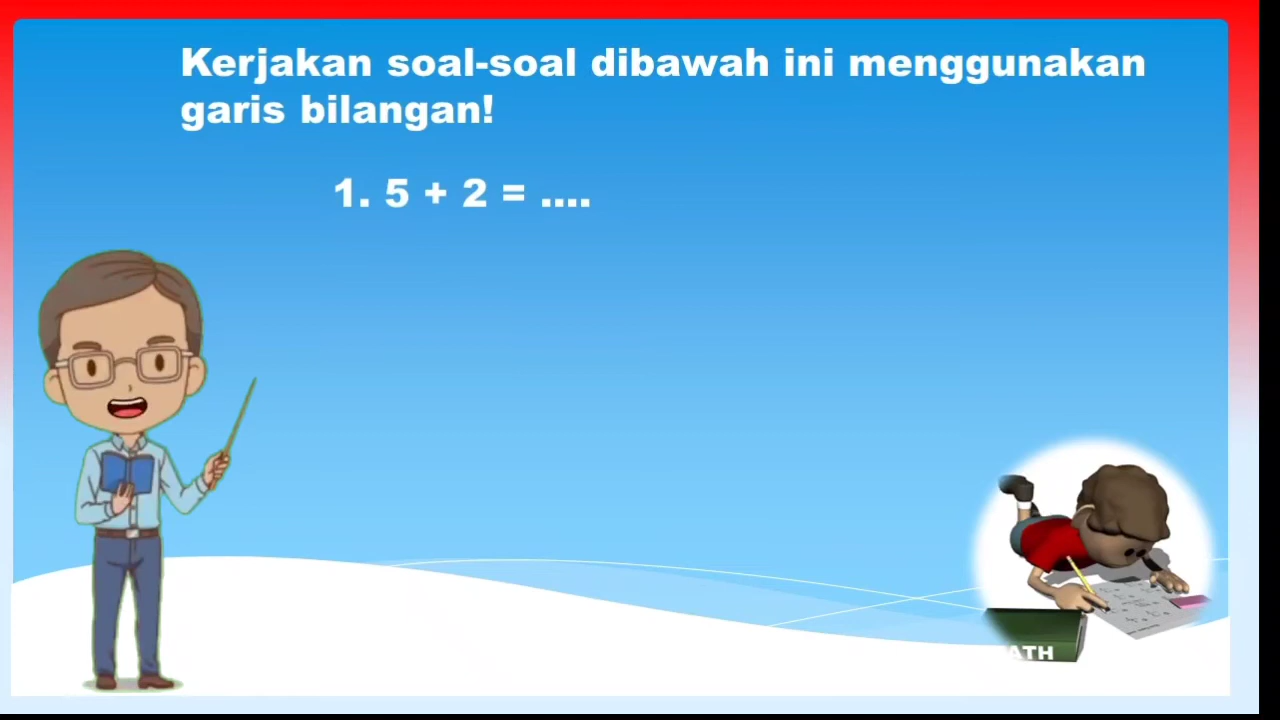 Kerjakan soal-soal dibawah ini menggunakan
garis bilangan!
1. 5 + 2 = ....
ATH